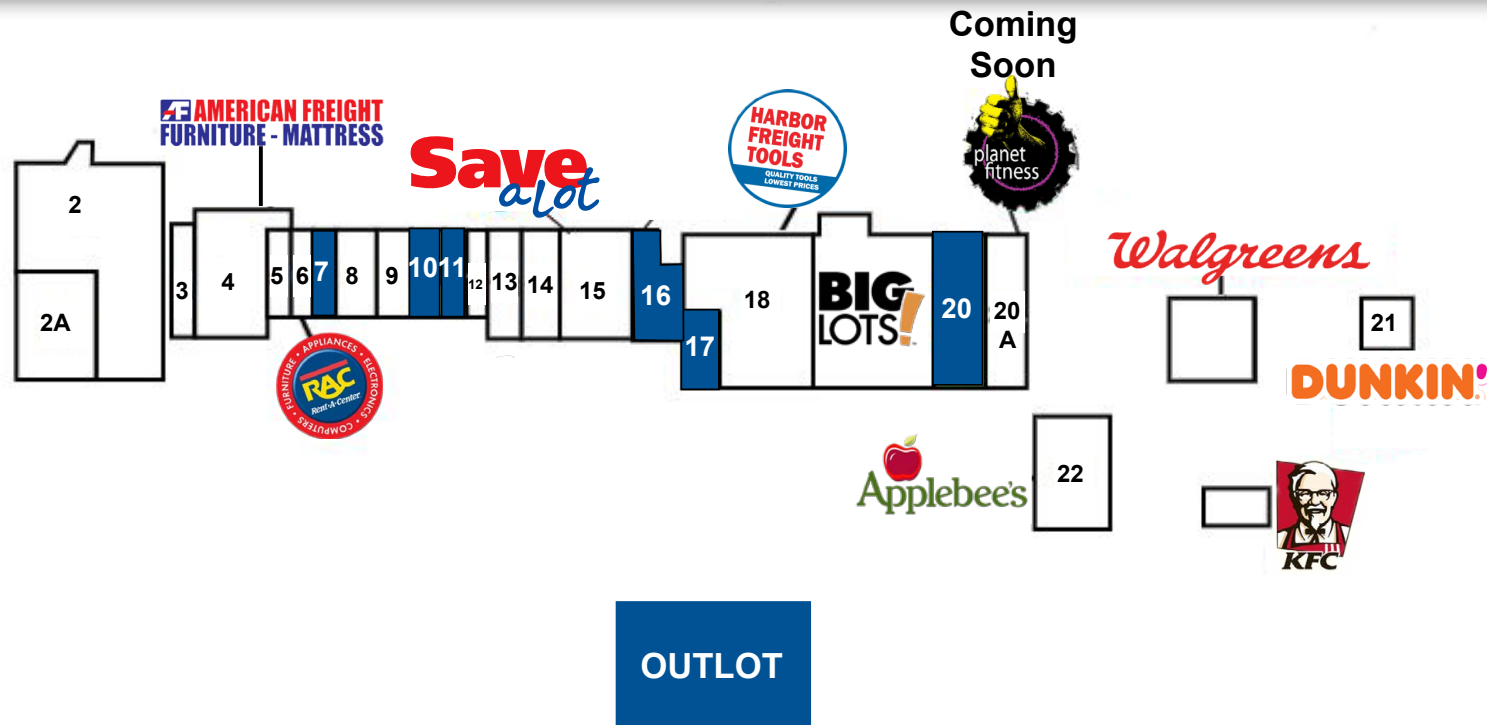 Coming
Soon
AF AMERICAN FREIGHT
FURNITURE - MATTRESS
Save
a lot
HARBOR
FREIGHT
TOOLS
QUALITY TOOLS
LOWEST PRICES
planet
fitness
Walgreens
2
2A
3
4
5
6
7
8
9
10
11
12
13
14
15
16
17
18
BIG
LOTS!
20
20
A
21
DUNKIN'
FURNITURE • APPLIANCES • ELECTRONICS • COMPUTERS •
RAC
Rent-A-Center
Applebee's
22
KFC
OUTLOT